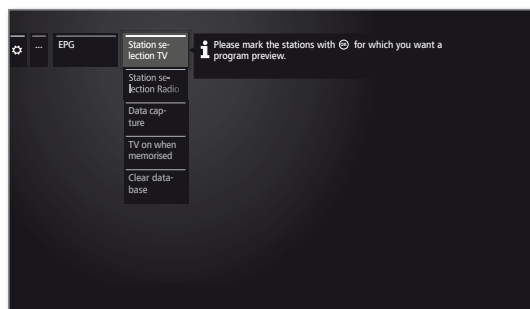 ... EPG Station se-
lection TV
i Please mark the stations with OK for which you want a
program preview.
Station se-
lection Radio
Data cap-
ture
TV on when
memorised
Clear data-
base